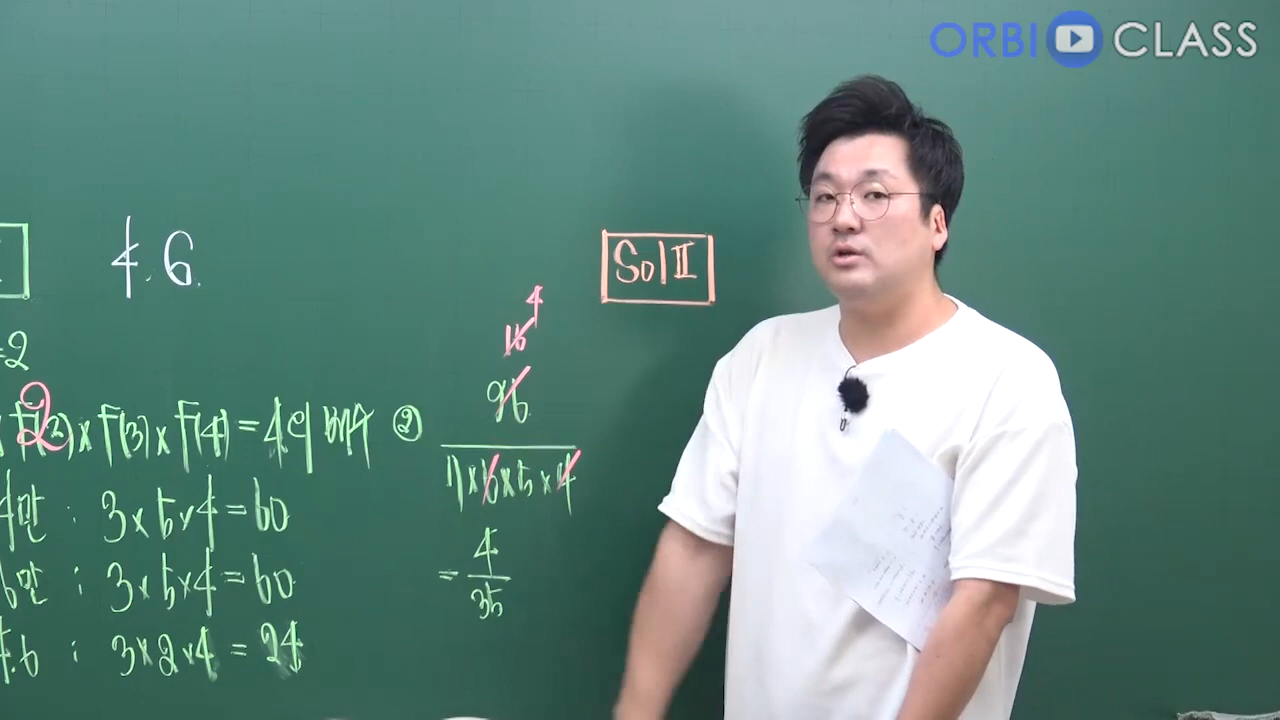 ORBI CLASS
4. 6.
Sol Ⅱ
=2
2
f(2)×f(3)×f(4)=4의 배수 ②
4만 : 3×5×4=60
6만 : 3×5×4=60
4.6 : 3×2×4=24
4
16
96
7×6×5×4
=4/35